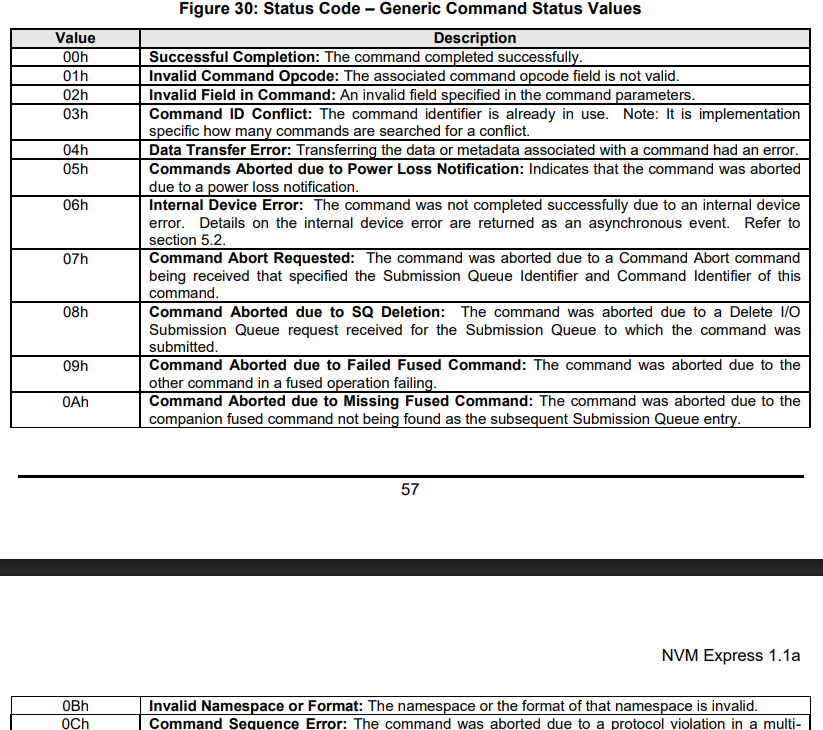 Figure 30: Status Code – Generic Command Status Values
Value Description
00h Successful Completion: The command completed successfully.
01h Invalid Command Opcode: The associated command opcode field is not valid.
02h Invalid Field in Command: An invalid field specified in the command parameters.
03h Command ID Conflict: The command identifier is already in use. Note: It is implementation
specific how many commands are searched for a conflict.
04h Data Transfer Error: Transferring the data or metadata associated with a command had an error.
05h Commands Aborted due to Power Loss Notification: Indicates that the command was aborted
due to a power loss notification.
06h Internal Device Error: The command was not completed successfully due to an internal device
error. Details on the internal device error are returned as an asynchronous event. Refer to
section 5.2.
07h Command Abort Requested: The command was aborted due to a Command Abort command
being received that specified the Submission Queue Identifier and Command Identifier of this
command.
08h Command Aborted due to SQ Deletion: The command was aborted due to a Delete I/O
Submission Queue request received for the Submission Queue to which the command was
submitted.
09h Command Aborted due to Failed Fused Command: The command was aborted due to the
other command in a fused operation failing.
0Ah Command Aborted due to Missing Fused Command: The command was aborted due to the
companion fused command not being found as the subsequent Submission Queue entry.
57
NVM Express 1.1a
0Bh Invalid Namespace or Format: The namespace or the format of that namespace is invalid.
0Ch Command Sequence Error: The command was aborted due to a protocol violation in a multi-